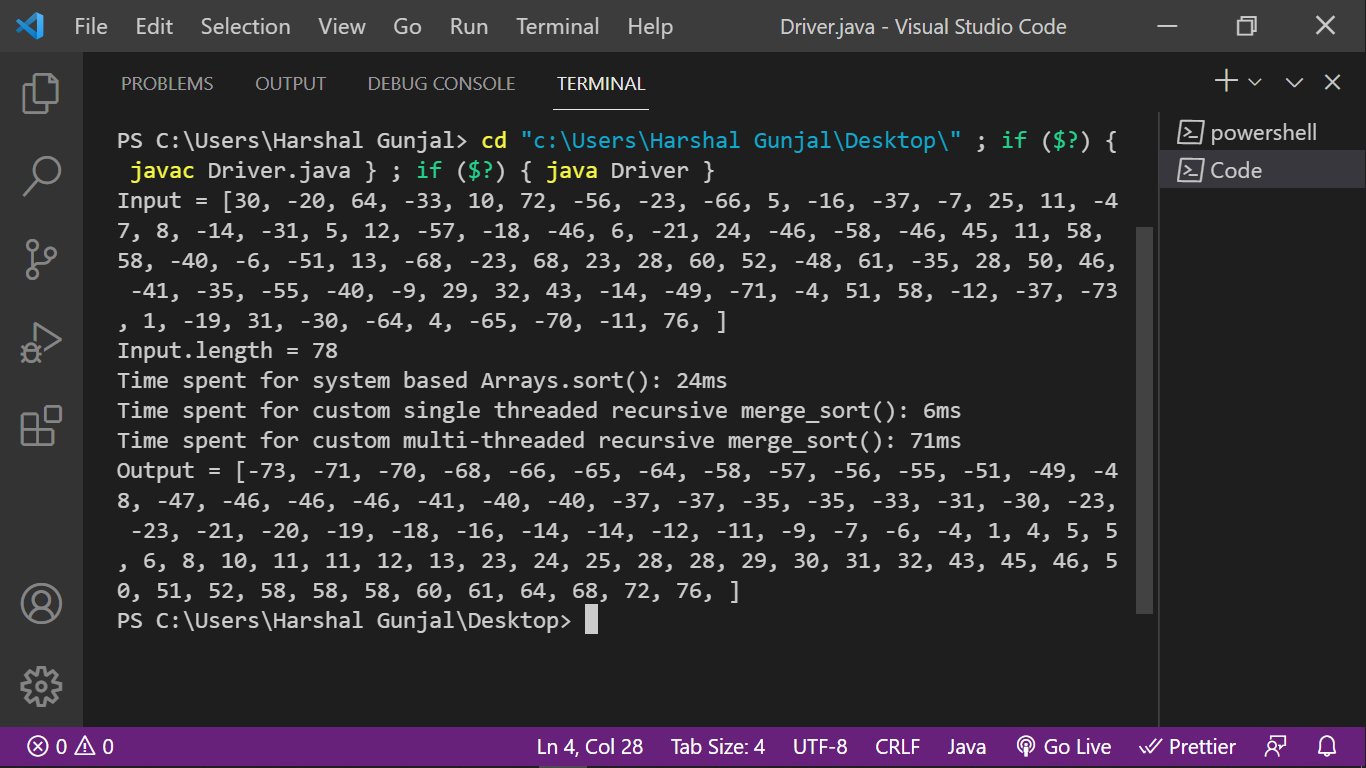 File Edit Selection View Go Run Terminal Help Driver.java - Visual Studio Code
PROBLEMS OUTPUT DEBUG CONSOLE TERMINAL
PS C:\Users\Harshal Gunjal> cd "c:\Users\Harshal Gunjal\Desktop\" ; if ($?) {
 javac Driver.java } ; if ($?) { java Driver }
Input = [30, -20, 64, -33, 10, 72, -56, -23, -66, 5, -16, -37, -7, 25, 11, -4
7, 8, -14, -31, 5, 12, -57, -18, -46, 6, -21, 24, -46, -58, -46, 45, 11, 58,
58, -40, -6, -51, 13, -68, -23, 68, 23, 28, 60, 52, -48, 61, -35, 28, 50, 46,
 -41, -35, -55, -40, -9, 29, 32, 43, -14, -49, -71, -4, 51, 58, -12, -37, -73
, 1, -19, 31, -30, -64, 4, -65, -70, -11, 76, ]
Input.length = 78
Time spent for system based Arrays.sort(): 24ms
Time spent for custom single threaded recursive merge_sort(): 6ms
Time spent for custom multi-threaded recursive merge_sort(): 71ms
Output = [-73, -71, -70, -68, -66, -65, -64, -58, -57, -56, -55, -51, -49, -4
8, -47, -46, -46, -46, -41, -40, -40, -37, -37, -35, -35, -33, -31, -30, -23,
 -23, -21, -20, -19, -18, -16, -14, -14, -12, -11, -9, -7, -6, -4, 1, 4, 5, 5
, 6, 8, 10, 11, 11, 12, 13, 23, 24, 25, 28, 28, 29, 30, 31, 32, 43, 45, 46, 5
0, 51, 52, 58, 58, 58, 60, 61, 64, 68, 72, 76, ]
PS C:\Users\Harshal Gunjal\Desktop>
powershell
Code
0 0 Ln 4, Col 28 Tab Size: 4 UTF-8 CRLF Java Go Live Prettier